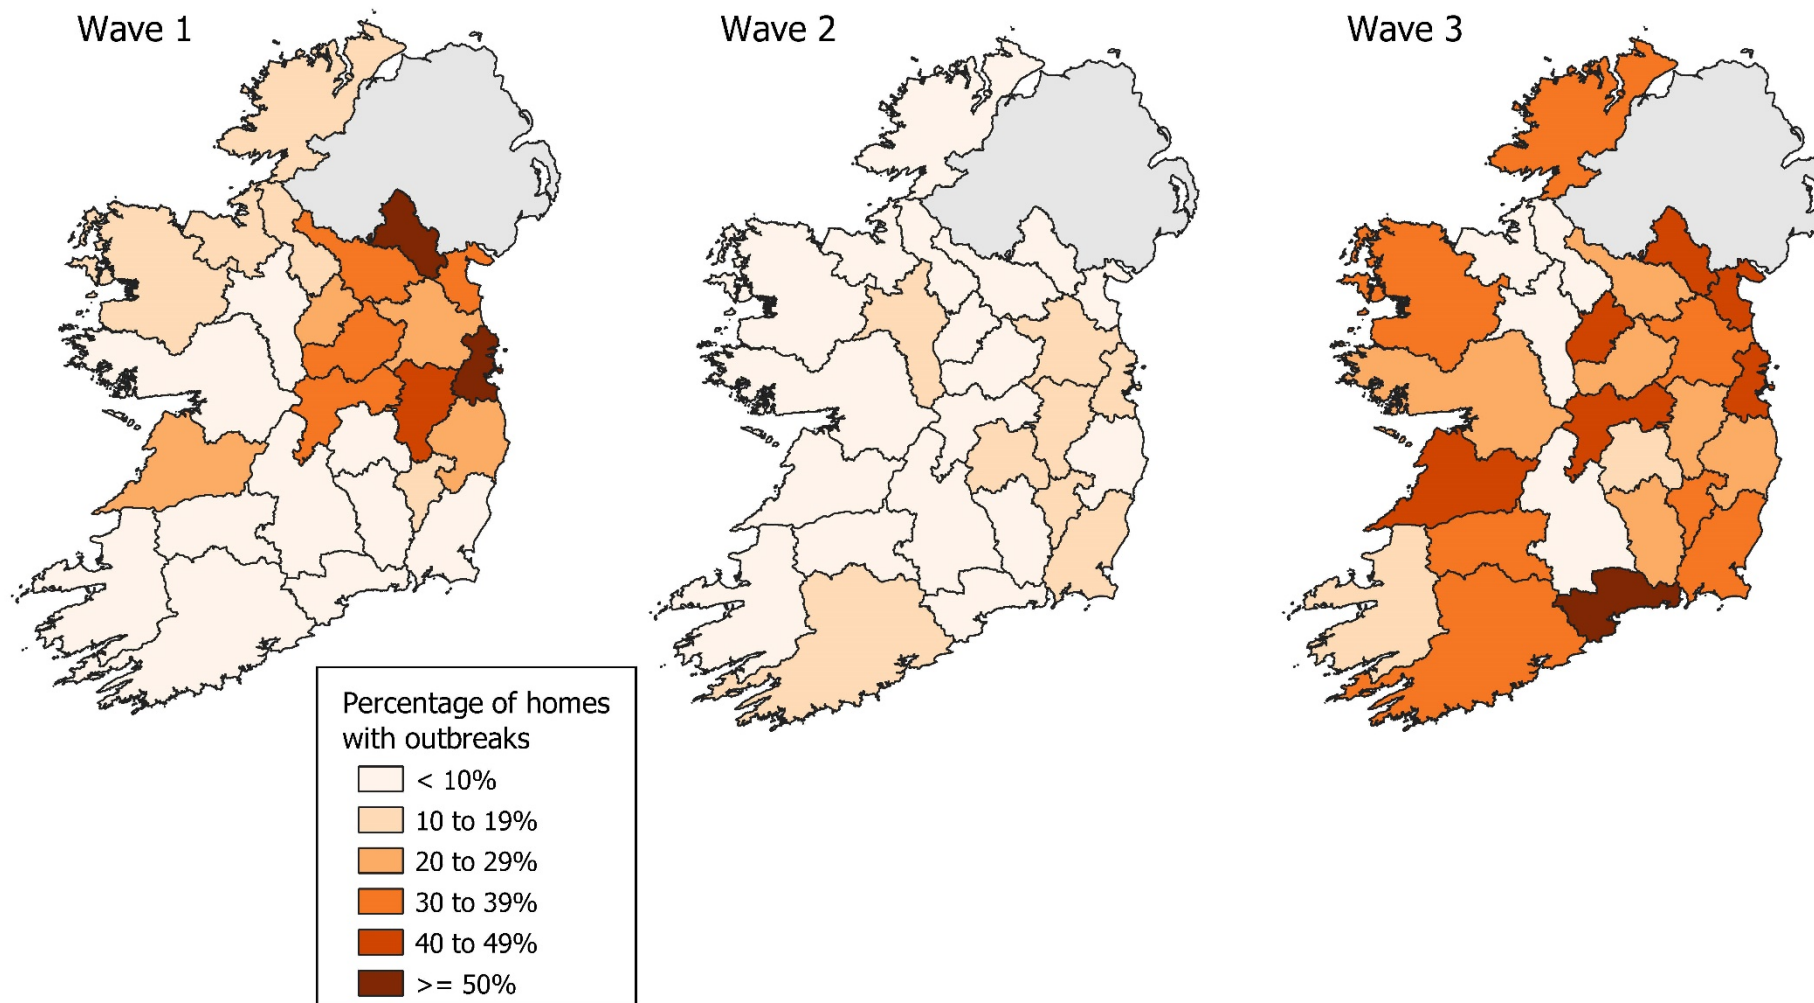 Wave 1
Wave 2
Wave 3
Percentage of homes
with outbreaks
< 10%
10 to 19%
20 to 29%
30 to 39%
40 to 49%
>= 50%